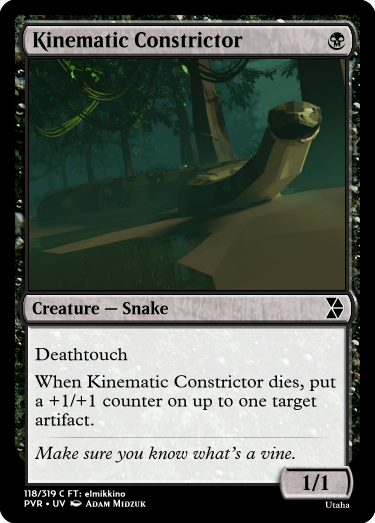 Kinematic Constrictor
Creature — Snake
Deathtouch
When Kinematic Constrictor dies, put
a +1/+1 counter on up to one target
artifact.
Make sure you know what's a vine.
1/1
118/319 C FT: elmikkino
PVR • UV Adam Midzuk
Utaha